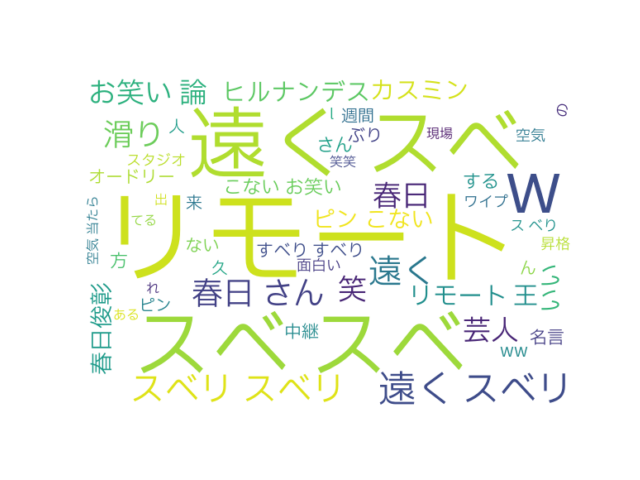 お笑い 論
ヒルナンデス
カスミン
l
週間
の
遠く スベ
滑り
人
さん
ぶり
現場
空気
笑笑
スタジオ
オードリー
こない お笑い
春日
する
W
ワイプ
出
来
リモート
ピン こない
てる
スベり
空気 当たら
方
ない
すべり すべり
昇格
久
面白い
遠く
ん
春日俊彰
れ
ピン
春日 さん
笑
リモート 王
ある
スベ スベ
中継
芸人
名言
ww
スベリ スベリ
遠く スベリ